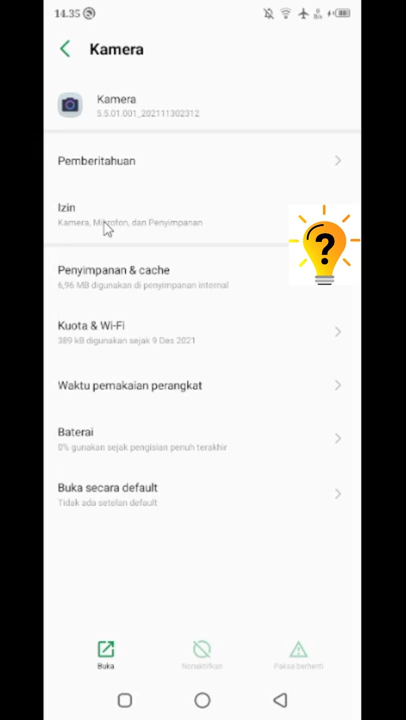 14.35
Kamera
Kamera
5.5.01.001_202111302312
Pemberitahuan
Izin
Kamera, Mikrofon, dan Penyimpanan
?
Penyimpanan & cache
6,96 MB digunakan di penyimpanan internal
Kuota & Wi-Fi
389 kB digunakan sejak 9 Des 2021
Waktu pemakaian perangkat
Baterai
0% gunakan sejak pengisian penuh terakhir
Buka secara default
Tidak ada setelan default
Buka
Nonaktifkan
Paksa berhenti